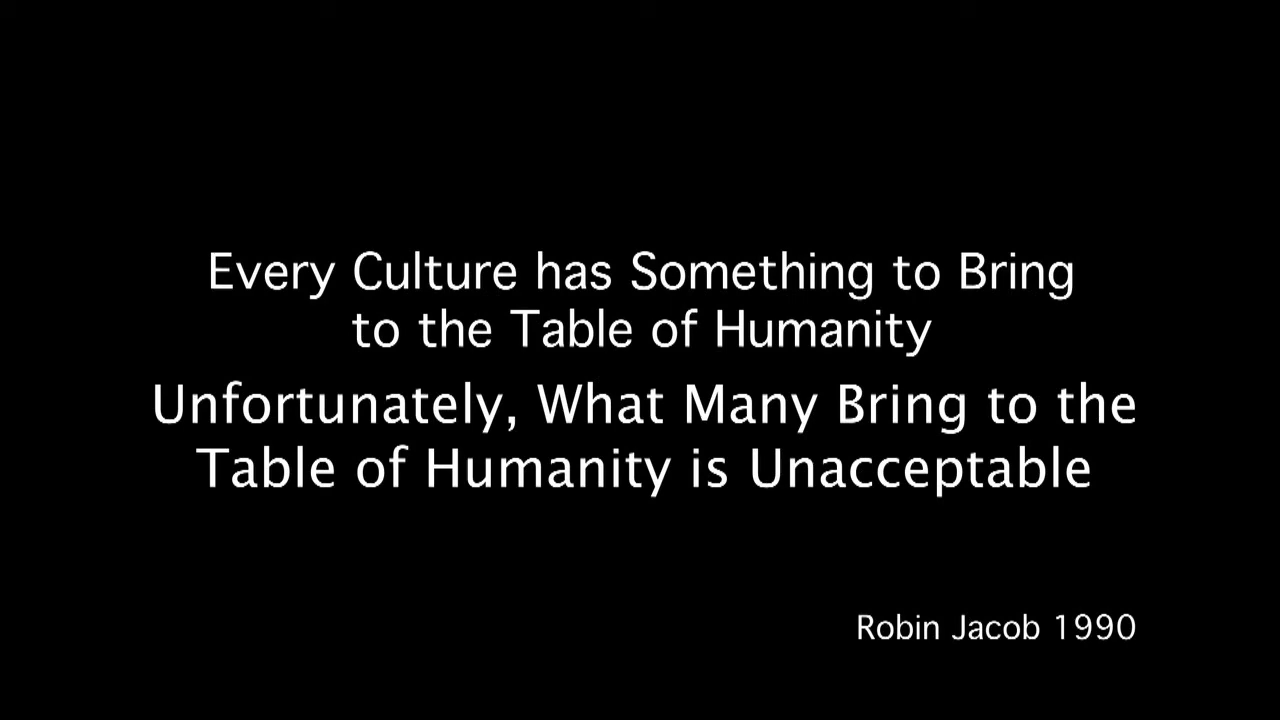 Every Culture has Something to Bring
to the Table of Humanity
Unfortunately, What Many Bring to the
Table of Humanity is Unacceptable
Robin Jacob 1990